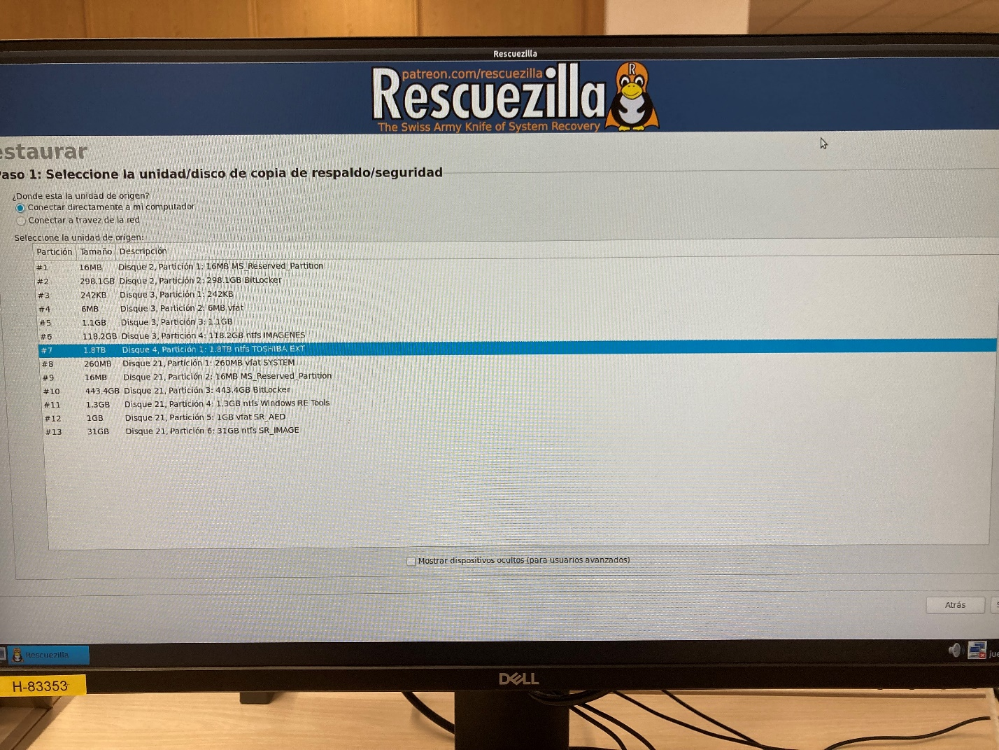 Rescuezilla
patreon.com/rescuezilla
Rescuezilla
R
The Swiss Army Knife of System Recovery
estaurar
Paso 1: Seleccione la unidad/disco de copia de respaldo/seguridad
¿Donde esta la unidad de origen?
Conectar directamente a mi computador
Conectar a travez de la red
Seleccione la unidad de origen:
Partición Tamaño Descripción
#1 16MB Disque 2, Partición 1: 16MB MS_Reserved_Partition
#2 298.1GB Disque 2, Partición 2: 298.1GB BitLocker
#3 242KB Disque 3, Partición 1: 242KB
#4 6MB Disque 3, Partición 2: 6MB vfat
#5 1.1GB Disque 3, Partición 3: 1.1GB
#6 118.2GB Disque 3, Partición 4: 118.2GB ntfs IMAGENES
#7 1.8TB Disque 4, Partición 1: 1.8TB ntfs TOSHIBA EXT
#8 260MB Disque 21, Partición 1: 260MB vfat SYSTEM
#9 16MB Disque 21, Partición 2: 16MB MS_Reserved_Partition
#10 443.4GB Disque 21, Partición 3: 443.4GB BitLocker
#11 1.3GB Disque 21, Partición 4: 1.3GB ntfs Windows RE Tools
#12 1GB Disque 21, Partición 5: 1GB vfat SR_AED
#13 31GB Disque 21, Partición 6: 31GB ntfs SR_IMAGE
Mostrar dispositivos ocultos (para usuarios avanzados)
Atrás
Rescuezilla
jue
H-83353
DELL